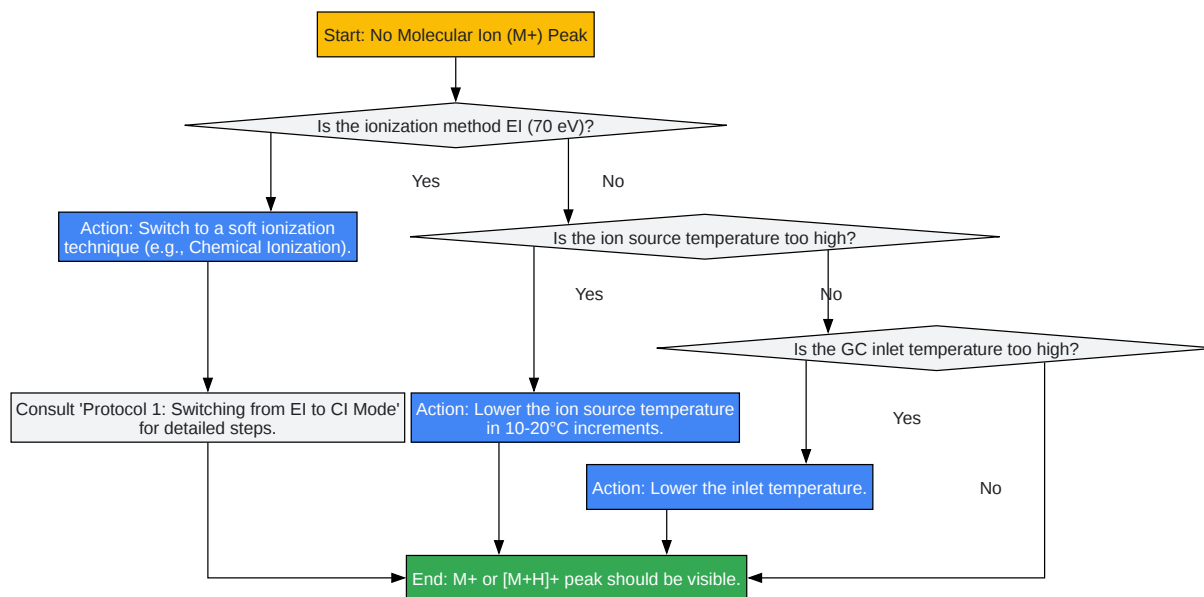 Start: No Molecular Ion (M+) Peak
Is the ionization method EI (70 eV)?
Yes
No
Action: Switch to a soft ionization
technique (e.g., Chemical Ionization).
Is the ion source temperature too high?
Yes
No
Is the GC inlet temperature too high?
Consult 'Protocol 1: Switching from EI to CI Mode'
for detailed steps.
Action: Lower the ion source temperature
in 10-20°C increments.
Yes
No
Action: Lower the inlet temperature.
End: M+ or [M+H]+ peak should be visible.